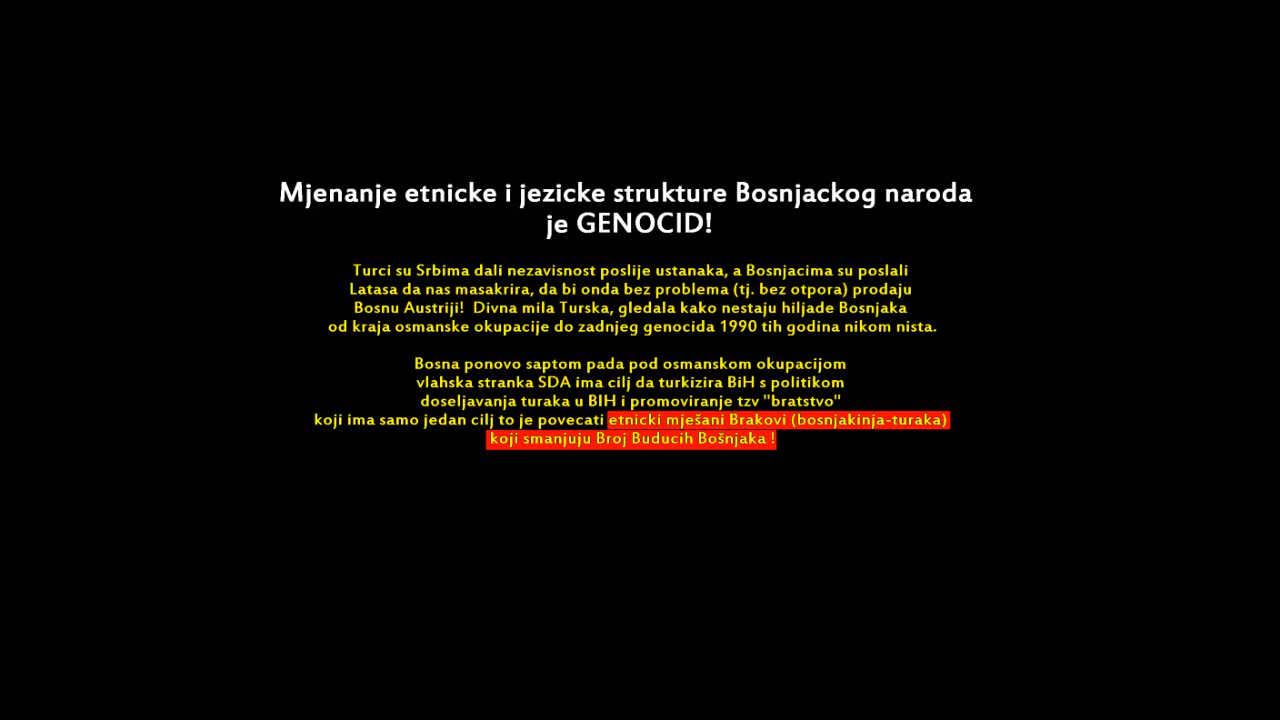 Mjenanje etnicke i jezicke strukture Bosnjackog naroda
je GENOCID!
Turci su Srbima dali nezavisnost poslije ustanaka, a Bosnjacima su poslali
Latasa da nas masakrira, da bi onda bez problema (tj. bez otpora) prodaju
Bosnu Austriji!  Divna mila Turska, gledala kako nestaju hiljade Bosnjaka
od kraja osmanske okupacije do zadnjeg genocida 1990 tih godina nikom nista.
Bosna ponovo saptom pada pod osmanskom okupacijom
vlahska stranka SDA ima cilj da turkizira BiH s politikom
doseljavanja turaka u BIH i promoviranje tzv "bratstvo"
koji ima samo jedan cilj to je povecati etnicki mješani Brakovi (bosnjakinja-turaka)
koji smanjuju Broj Buducih Bošnjaka !